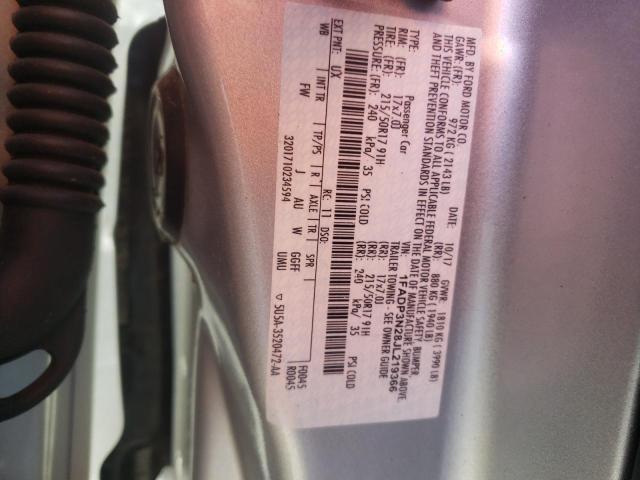 MFD. BY FORD MOTOR CO.
DATE: 10/17 GVWR: 1810 KG ( 3990 LB)
GAWR: (FR): 972 KG ( 2143 LB) (RR): 880 KG ( 1940 LB)
THIS VEHICLE CONFORMS TO ALL APPLICABLE FEDERAL MOTOR VEHICLE SAFETY, BUMPER,
AND THEFT PREVENTION STANDARDS IN EFFECT ON THE DATE OF MANUFACTURE SHOWN ABOVE.
VIN: 1FADP3N28JL219366
TYPE: Passenger Car TRAILER TOWING - SEE OWNER GUIDE
RIM: (FR): 17x7.0J (RR): 17x7.0J
TIRE: (FR): 215/50R17 91H (RR): 215/50R17 91H
PRESSURE: (FR): 240 kPa/ 35 PSI COLD (RR): 240 kPa/ 35 PSI COLD
EXT PNT: UX RC: 11 DSO:
WB INT TR TP/PS R AXLE TR SPR
FW J AU W GGFF UMU F0045 R0045
3201710234594 5U5A-3520472-AA